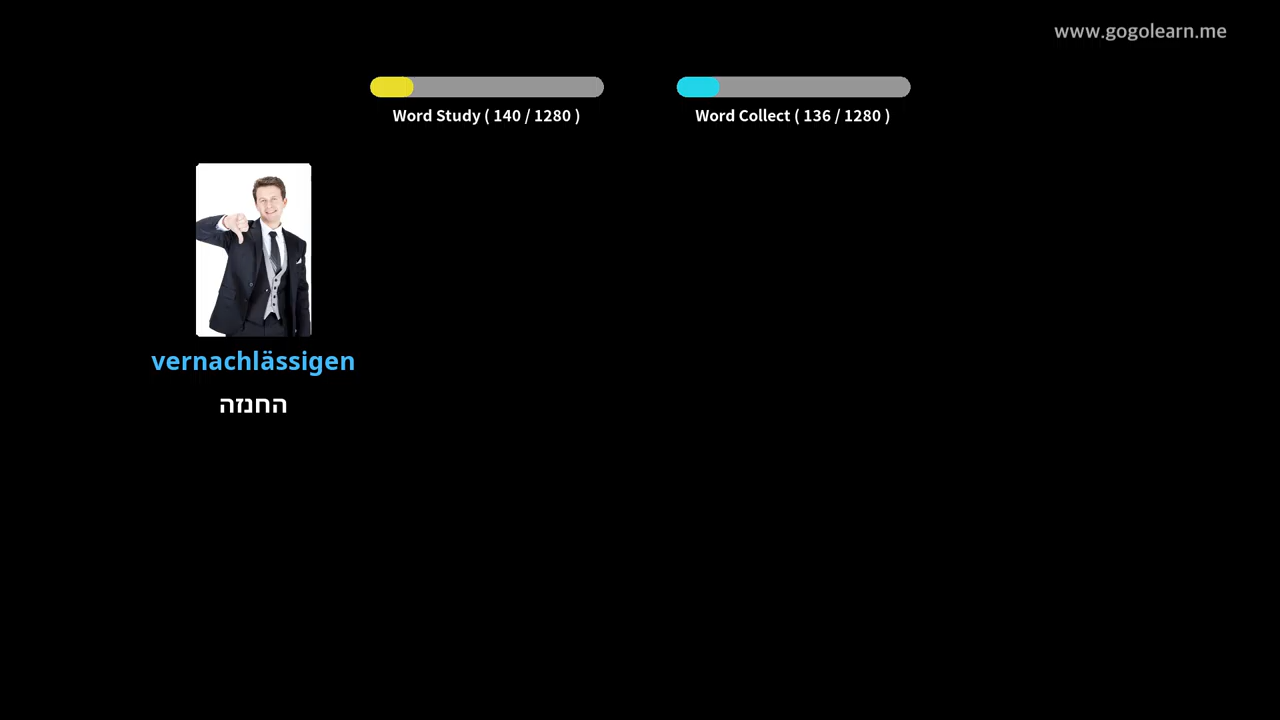 www.gogolearn.me
Word Study ( 140 / 1280 )
Word Collect ( 136 / 1280 )
vernachlässigen
החנזה